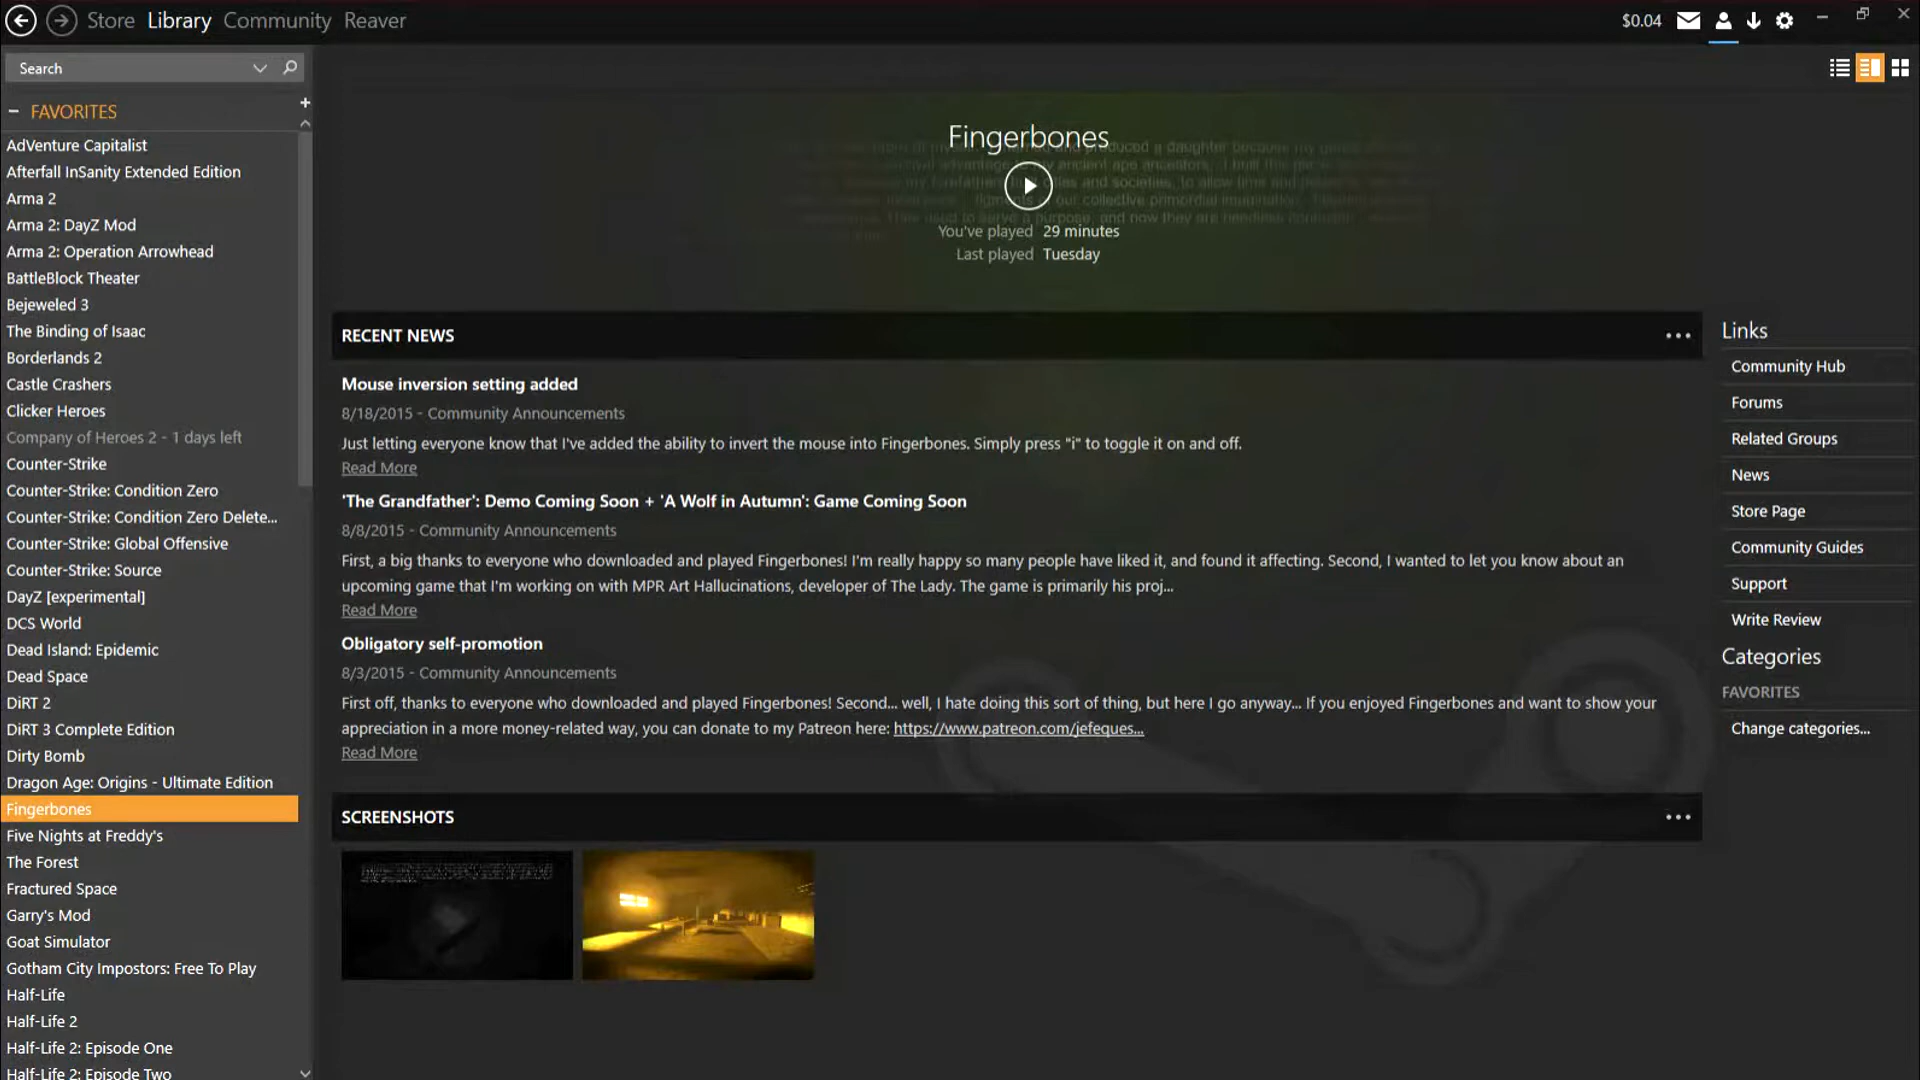 Store Library Community Reaver
$0.04
Search
FAVORITES
AdVenture Capitalist
Afterfall InSanity Extended Edition
Arma 2
Arma 2: DayZ Mod
Arma 2: Operation Arrowhead
BattleBlock Theater
Bejeweled 3
The Binding of Isaac
Borderlands 2
Castle Crashers
Clicker Heroes
Company of Heroes 2 - 1 days left
Counter-Strike
Counter-Strike: Condition Zero
Counter-Strike: Condition Zero Delete...
Counter-Strike: Global Offensive
Counter-Strike: Source
DayZ [experimental]
DCS World
Dead Island: Epidemic
Dead Space
DiRT 2
DiRT 3 Complete Edition
Dirty Bomb
Dragon Age: Origins - Ultimate Edition
Fingerbones
Five Nights at Freddy's
The Forest
Fractured Space
Garry's Mod
Goat Simulator
Gotham City Impostors: Free To Play
Half-Life
Half-Life 2
Half-Life 2: Episode One
Half-Life 2: Episode Two
Fingerbones
You've played 29 minutes
Last played Tuesday
RECENT NEWS
Mouse inversion setting added
8/18/2015 - Community Announcements
Just letting everyone know that I've added the ability to invert the mouse into Fingerbones. Simply press "i" to toggle it on and off.
Read More
'The Grandfather': Demo Coming Soon + 'A Wolf in Autumn': Game Coming Soon
8/8/2015 - Community Announcements
First, a big thanks to everyone who downloaded and played Fingerbones! I'm really happy so many people have liked it, and found it affecting. Second, I wanted to let you know about an
upcoming game that I'm working on with MPR Art Hallucinations, developer of The Lady. The game is primarily his proj...
Read More
Obligatory self-promotion
8/3/2015 - Community Announcements
First off, thanks to everyone who downloaded and played Fingerbones! Second... well, I hate doing this sort of thing, but here I go anyway... If you enjoyed Fingerbones and want to show your
appreciation in a more money-related way, you can donate to my Patreon here: https://www.patreon.com/jefeques...
Read More
SCREENSHOTS
Links
Community Hub
Forums
Related Groups
News
Store Page
Community Guides
Support
Write Review
Categories
FAVORITES
Change categories...